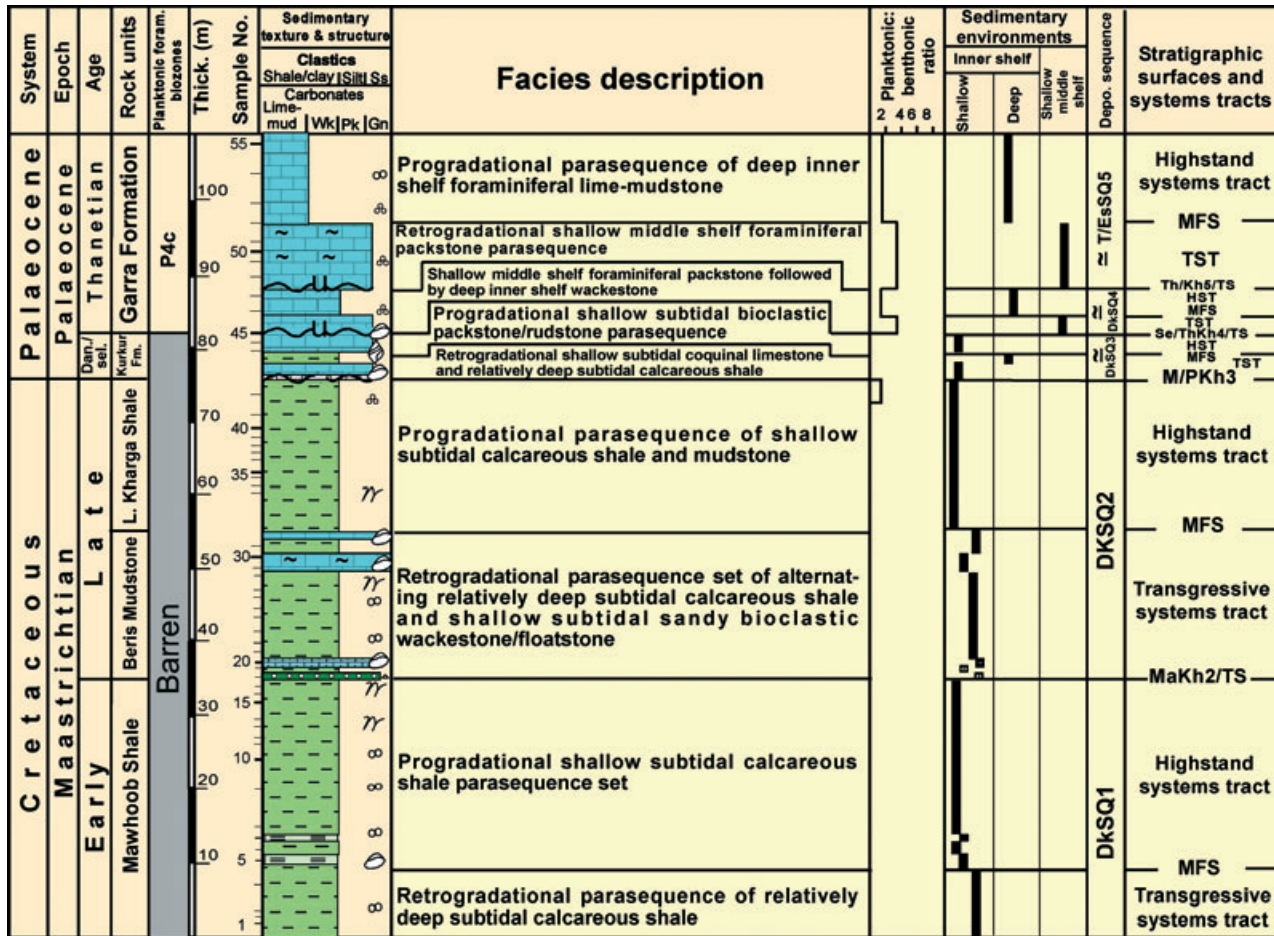 System
Epoch
Age
Rock units
Planktonic foram.
biozones
Thick. (m)
Sample No.
Sedimentary
texture & structure
Clastics
Shale/clay |Silt| Ss
Carbonates
Lime-
mud | Wk | Pk | Gn
Facies description
Planktonic:
benthonic
ratio
2 4 6 8
Sedimentary
environments
Inner shelf
Shallow
Deep
Shallow
middle
shelf
Depo. sequence
Stratigraphic
surfaces and
systems tracts
Palaeocene
Cretaceous
Palaeocene
Maastrichtian
Thanetian
Dan./
sel.
Late
Early
Garra Formation
Kurkur
Fm.
L. Kharga Shale
Beris Mudstone
Mawhoob Shale
P4c
Barren
100
90
80
70
60
50
40
30
20
10
55
50
45
40
35
30
20
15
10
5
1
Progradational parasequence of deep inner
shelf foraminiferal lime-mudstone
Retrogradational shallow middle shelf foraminiferal
packstone parasequence
Shallow middle shelf foraminiferal packstone followed
by deep inner shelf wackestone
Progradational shallow subtidal bioclastic
packstone/rudstone parasequence
Retrogradational shallow subtidal coquinal limestone
and relatively deep subtidal calcareous shale
Progradational parasequence of shallow
subtidal calcareous shale and mudstone
Retrogradational parasequence set of alternat-
ing relatively deep subtidal calcareous shale
and shallow subtidal sandy bioclastic
wackestone/floatstone
Progradational shallow subtidal calcareous
shale parasequence set
Retrogradational parasequence of relatively
deep subtidal calcareous shale
≈ T/EsSQ5
≈ DkSQ4
≈ DkSQ3
DKSQ2
DkSQ1
Highstand
systems tract
MFS
TST
Th/Kh5/TS
HST
MFS
TST
Se/ThKh4/TS
HST
MFS TST
M/PKh3
Highstand
systems tract
MFS
Transgressive
systems tract
MaKh2/TS
Highstand
systems tract
MFS
Transgressive
systems tract